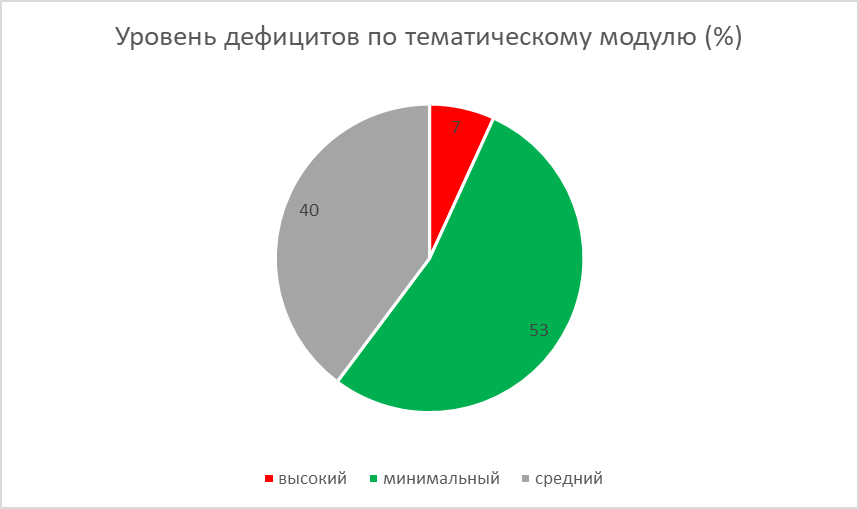 Уровень дефицитов по тематическому модулю (%)
7
40
53
высокий минимальный средний